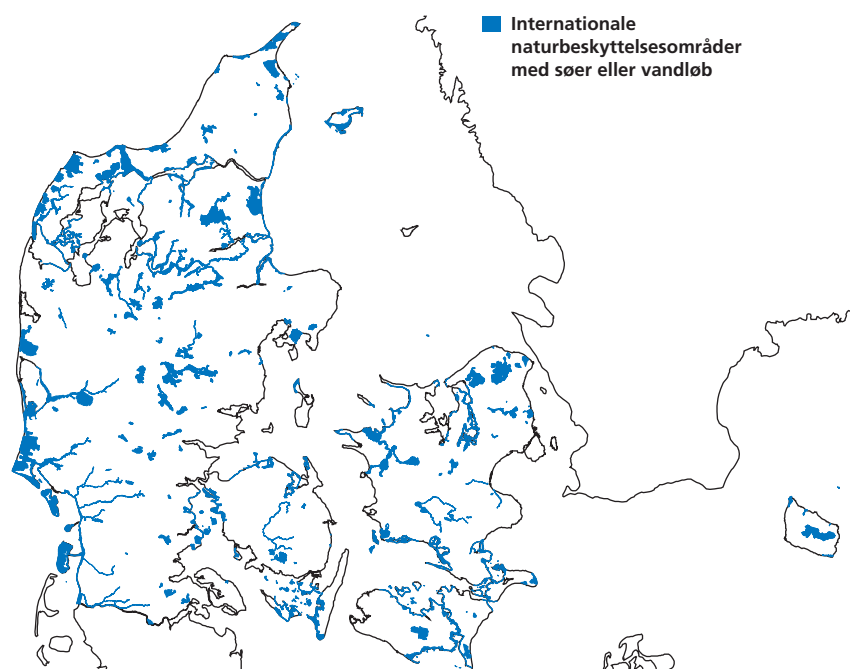 Internationale
naturbeskyttelsesområder
med søer eller vandløb